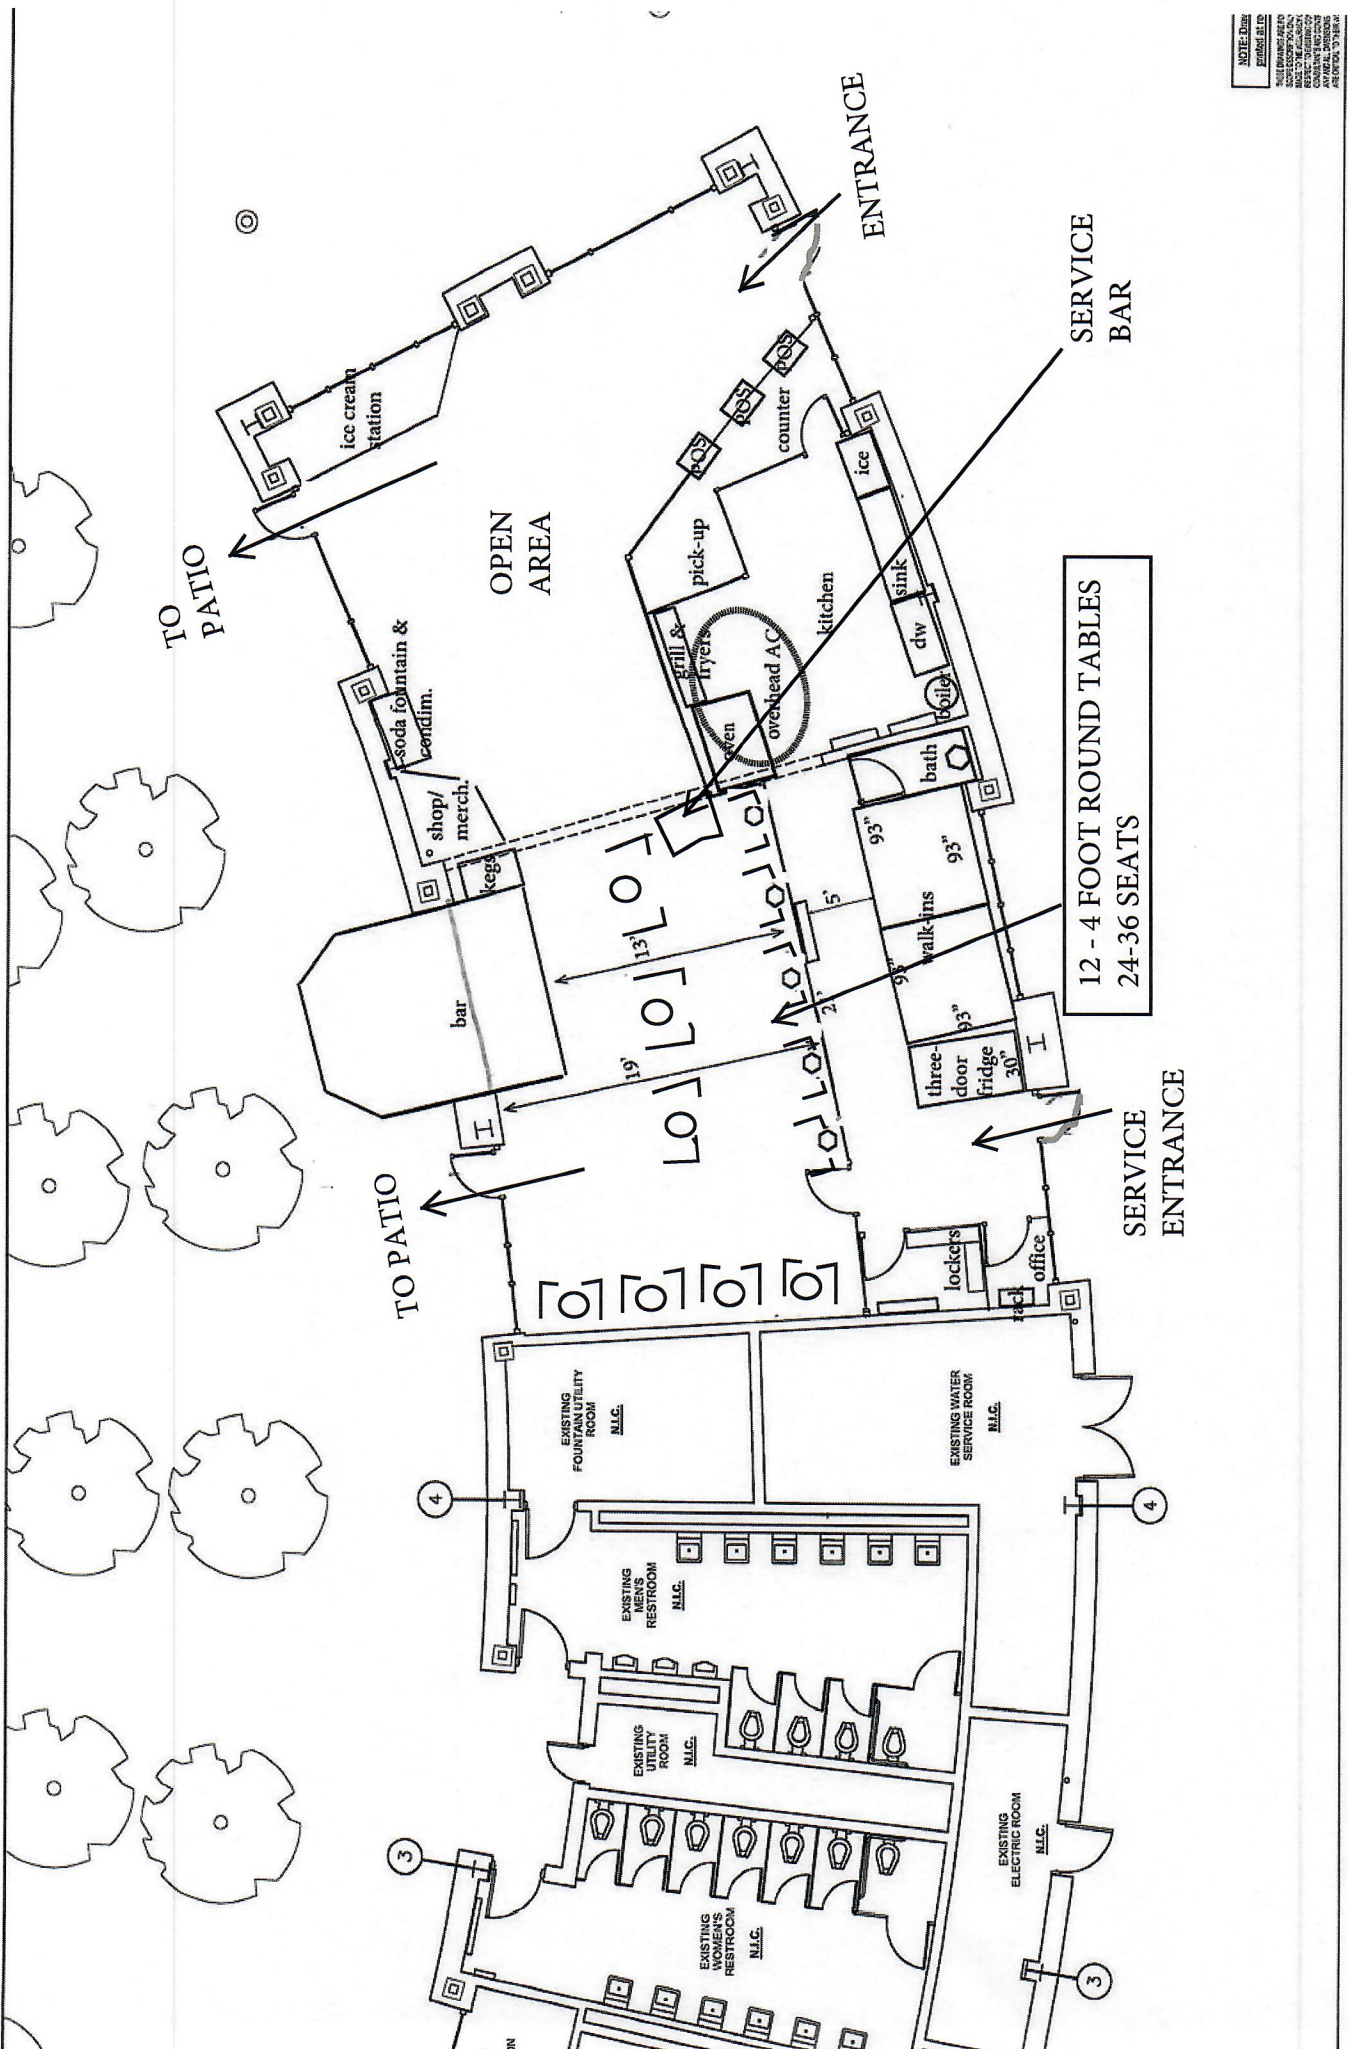 NOTE: Draw
printed at re
ENTRANCE
SERVICE
BAR
ice cream
station
TO
PATIO
OPEN
AREA
POS
POS
POS
counter
pick-up
ice
sink
dw
boiler
kitchen
grill &
fryers
overhead AC
oven
soda fountain &
condim.
shop/
merch.
kegs
bar
bath
93"
93"
walk-ins
93"
93"
5'
13'
2'
19'
three-
door
fridge
30"
12 - 4 FOOT ROUND TABLES
24-36 SEATS
SERVICE
ENTRANCE
TO PATIO
lockers
office
rack
EXISTING
FOUNTAIN UTILITY
ROOM
N.I.C.
EXISTING WATER
SERVICE ROOM
N.I.C.
4
4
EXISTING
MEN'S
RESTROOM
N.I.C.
EXISTING
UTILITY
ROOM
N.I.C.
EXISTING
ELECTRIC ROOM
N.I.C.
3
3
EXISTING
WOMEN'S
RESTROOM
N.I.C.
ON